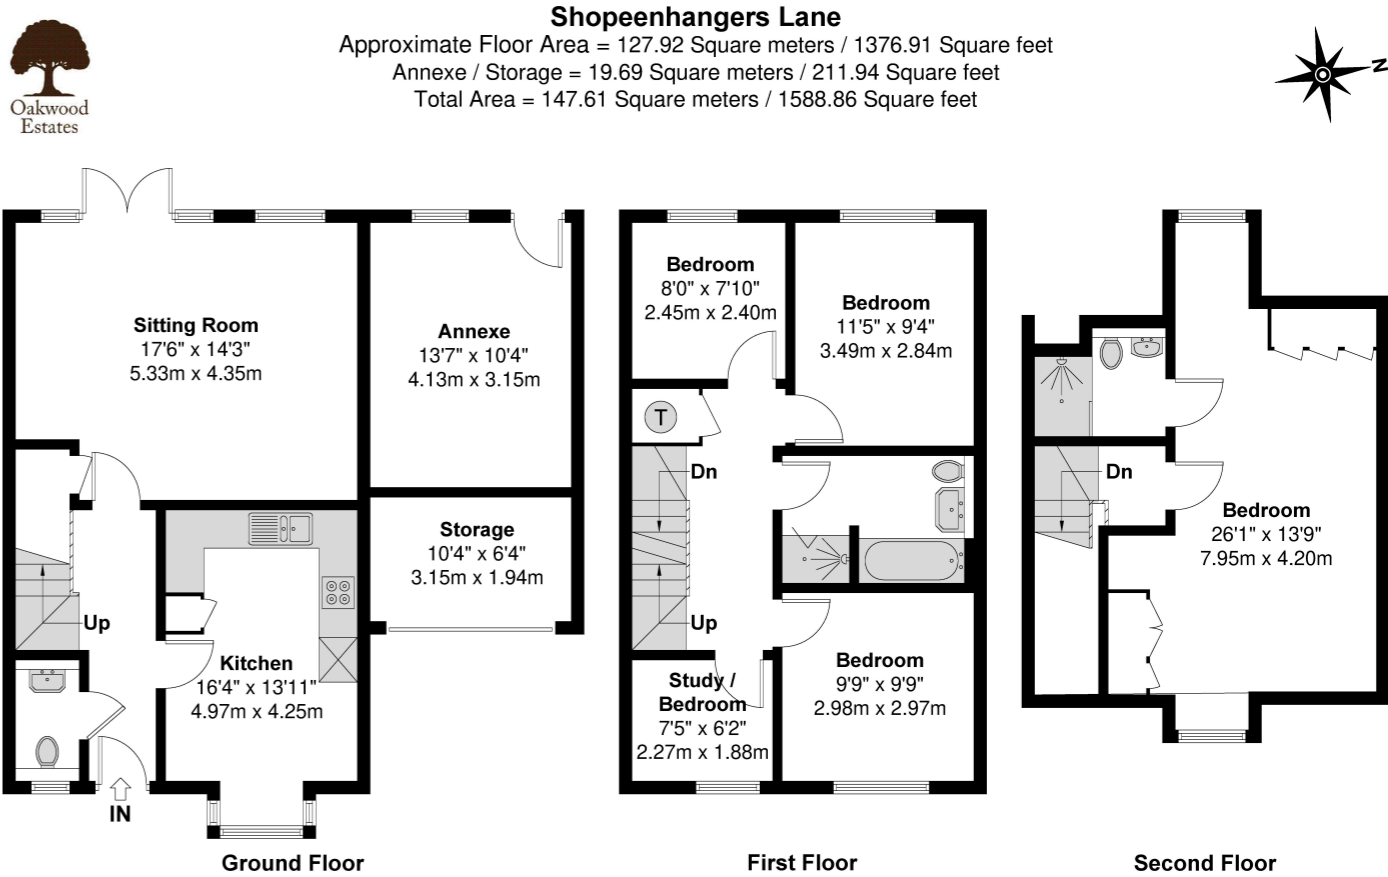 Shopeenhangers Lane
Approximate Floor Area = 127.92 Square meters / 1376.91 Square feet
Annexe / Storage = 19.69 Square meters / 211.94 Square feet
Total Area = 147.61 Square meters / 1588.86 Square feet
Oakwood
Estates
N
Sitting Room
17'6" x 14'3"
5.33m x 4.35m
Annexe
13'7" x 10'4"
4.13m x 3.15m
Storage
10'4" x 6'4"
3.15m x 1.94m
Up
Kitchen
16'4" x 13'11"
4.97m x 4.25m
IN
Ground Floor
Bedroom
8'0" x 7'10"
2.45m x 2.40m
Bedroom
11'5" x 9'4"
3.49m x 2.84m
T
Dn
Up
Study /
Bedroom
7'5" x 6'2"
2.27m x 1.88m
Bedroom
9'9" x 9'9"
2.98m x 2.97m
First Floor
Dn
Bedroom
26'1" x 13'9"
7.95m x 4.20m
Second Floor